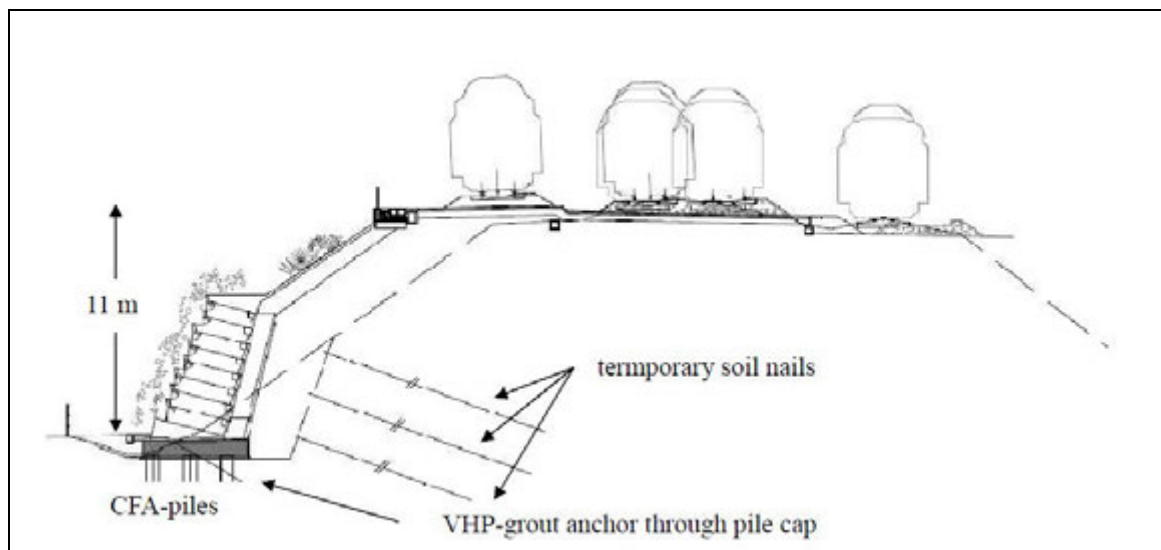 11 m
termporary soil nails
CFA-piles
VHP-grout anchor through pile cap